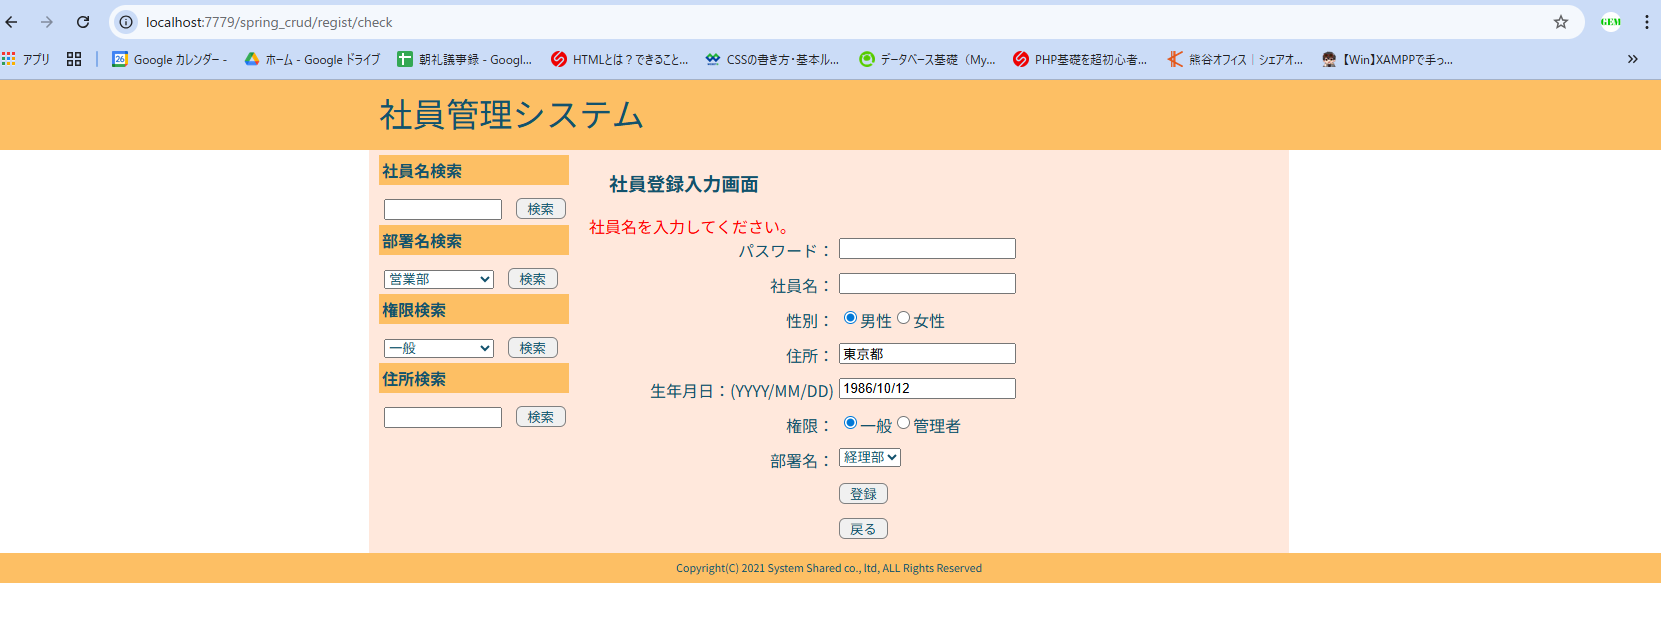 localhost:7779/spring_crud/regist/check
GEM
アプリ
26 Google カレンダー -
ホーム - Google ドライブ
朝礼議事録 - Googl...
HTMLとは？できること...
CSSの書き方・基本ル...
データベース基礎（My...
PHP基礎を超初心者...
熊谷オフィス｜シェアオ...
【Win】XAMPPで手っ...
社員管理システム
社員名検索
検索
部署名検索
営業部 検索
権限検索
一般 検索
住所検索
検索
社員登録入力画面
社員名を入力してください。
パスワード：
社員名：
性別： 男性 女性
住所： 東京都
生年月日：(YYYY/MM/DD) 1986/10/12
権限： 一般 管理者
部署名： 経理部
登録
戻る
Copyright(C) 2021 System Shared co., ltd, ALL Rights Reserved